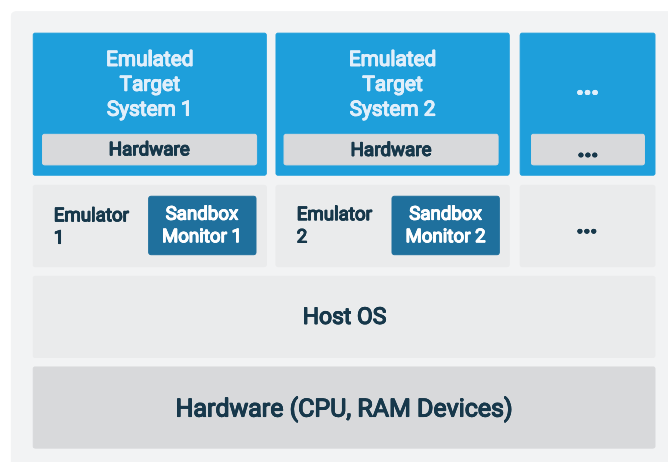 Emulated
Target
System 1
Hardware
Emulated
Target
System 2
Hardware
...
...
Emulator
1
Sandbox
Monitor 1
Emulator
2
Sandbox
Monitor 2
...
Host OS
Hardware (CPU, RAM Devices)